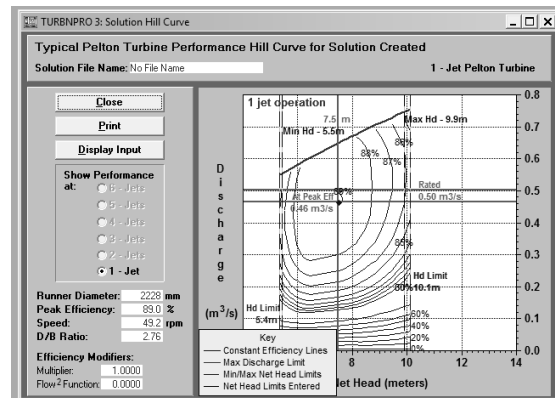 TURBNPRO 3: Solution Hill Curve
Typical Pelton Turbine Performance Hill Curve for Solution Created
Solution File Name: No File Name
1 - Jet Pelton Turbine
Close
Print
Display Input
Show Performance
at:
6 - Jets
5 - Jets
4 - Jets
3 - Jets
2 - Jets
1 - Jet
Runner Diameter: 2228 mm
Peak Efficiency: 89.0 %
Speed: 49.2 rpm
D/B Ratio: 2.76
Efficiency Modifiers:
Multiplier: 1.0000
Flow^2 Function: 0.0000
Discharge
(m3/s)
1 jet operation
7.5 m
Max Hd - 9.9m
Min Hd - 5.5m
86%
88%
87%
Rated
0.50 m3/s
At Peak Eff
0.46 m3/s
85%
Hd Limit
80% 10.1m
Hd Limit
5.4m
60%
40%
20%
0%
0.8
0.7
0.6
0.5
0.4
0.3
0.2
0.1
0.0
8 10 12 14
Net Head (meters)
Key
Constant Efficiency Lines
Max Discharge Limit
Min/Max Net Head Limits
Net Head Limits Entered